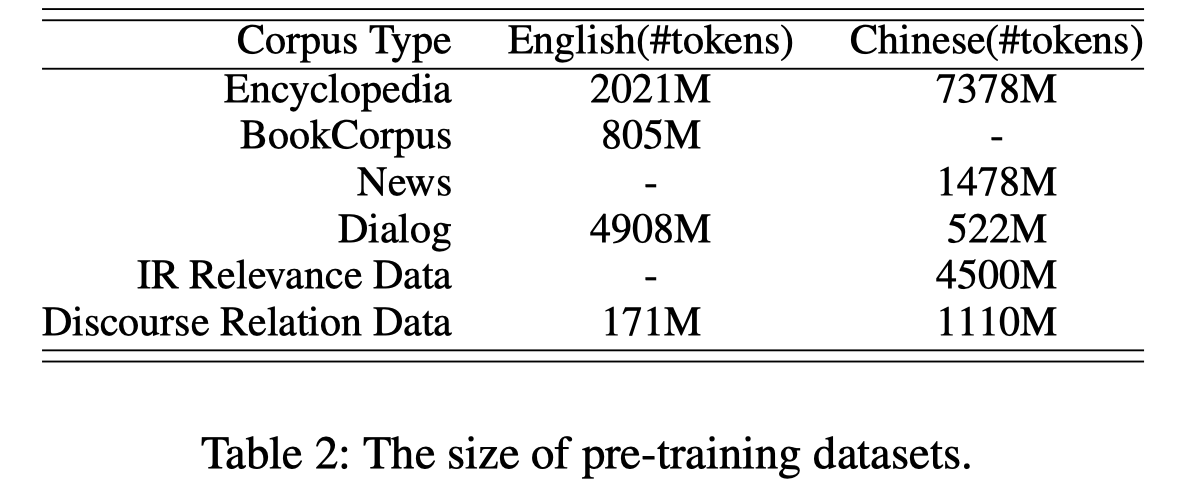 Corpus Type English(#tokens) Chinese(#tokens)
Encyclopedia 2021M 7378M
BookCorpus 805M -
News - 1478M
Dialog 4908M 522M
IR Relevance Data - 4500M
Discourse Relation Data 171M 1110M
Table 2: The size of pre-training datasets.